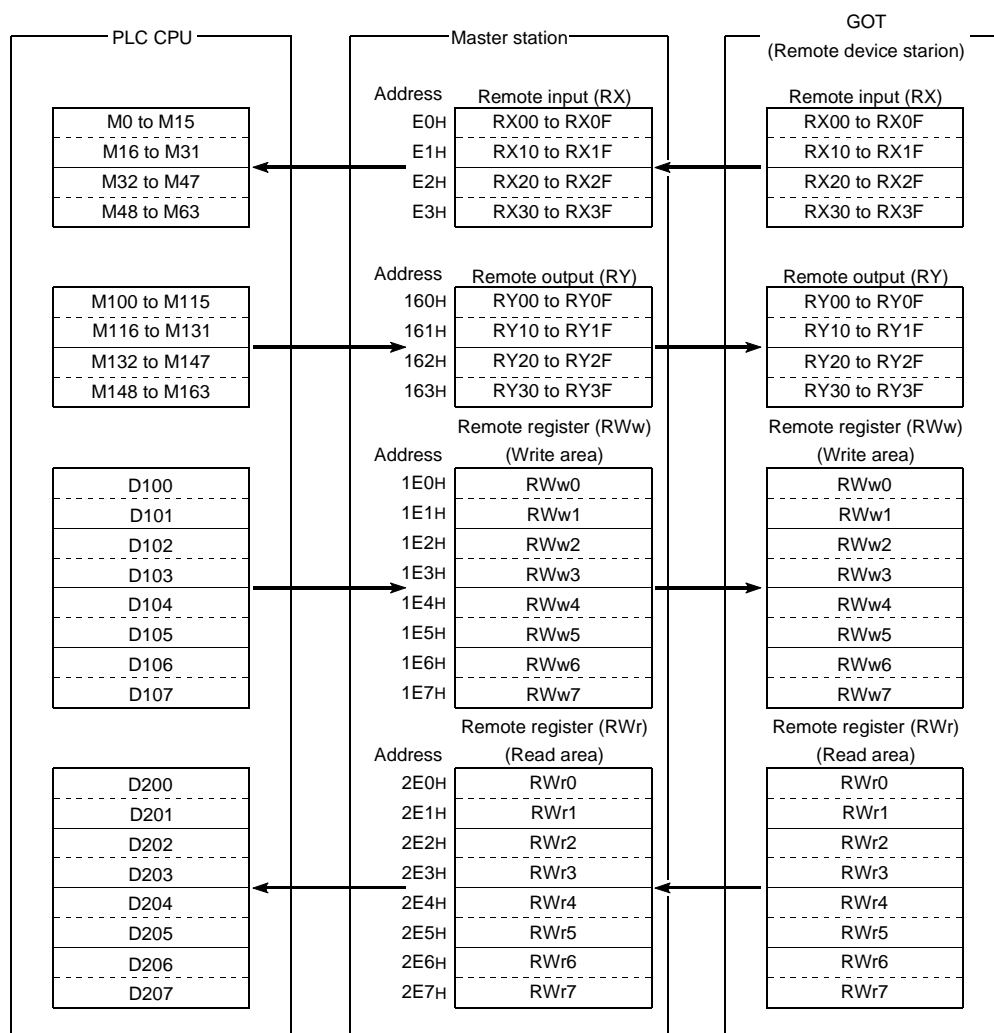 GOT
PLC CPU Master station (Remote device starion)
Address Remote input (RX) Remote input (RX)
M0 to M15 E0H RX00 to RX0F RX00 to RX0F
M16 to M31 E1H RX10 to RX1F RX10 to RX1F
M32 to M47 E2H RX20 to RX2F RX20 to RX2F
M48 to M63 E3H RX30 to RX3F RX30 to RX3F
Address Remote output (RY) Remote output (RY)
M100 to M115 160H RY00 to RY0F RY00 to RY0F
M116 to M131 161H RY10 to RY1F RY10 to RY1F
M132 to M147 162H RY20 to RY2F RY20 to RY2F
M148 to M163 163H RY30 to RY3F RY30 to RY3F
Remote register (RWw) Remote register (RWw)
Address (Write area) (Write area)
D100 1E0H RWw0 RWw0
D101 1E1H RWw1 RWw1
D102 1E2H RWw2 RWw2
D103 1E3H RWw3 RWw3
D104 1E4H RWw4 RWw4
D105 1E5H RWw5 RWw5
D106 1E6H RWw6 RWw6
D107 1E7H RWw7 RWw7
Remote register (RWr) Remote register (RWr)
Address (Read area) (Read area)
D200 2E0H RWr0 RWr0
D201 2E1H RWr1 RWr1
D202 2E2H RWr2 RWr2
D203 2E3H RWr3 RWr3
D204 2E4H RWr4 RWr4
D205 2E5H RWr5 RWr5
D206 2E6H RWr6 RWr6
D207 2E7H RWr7 RWr7